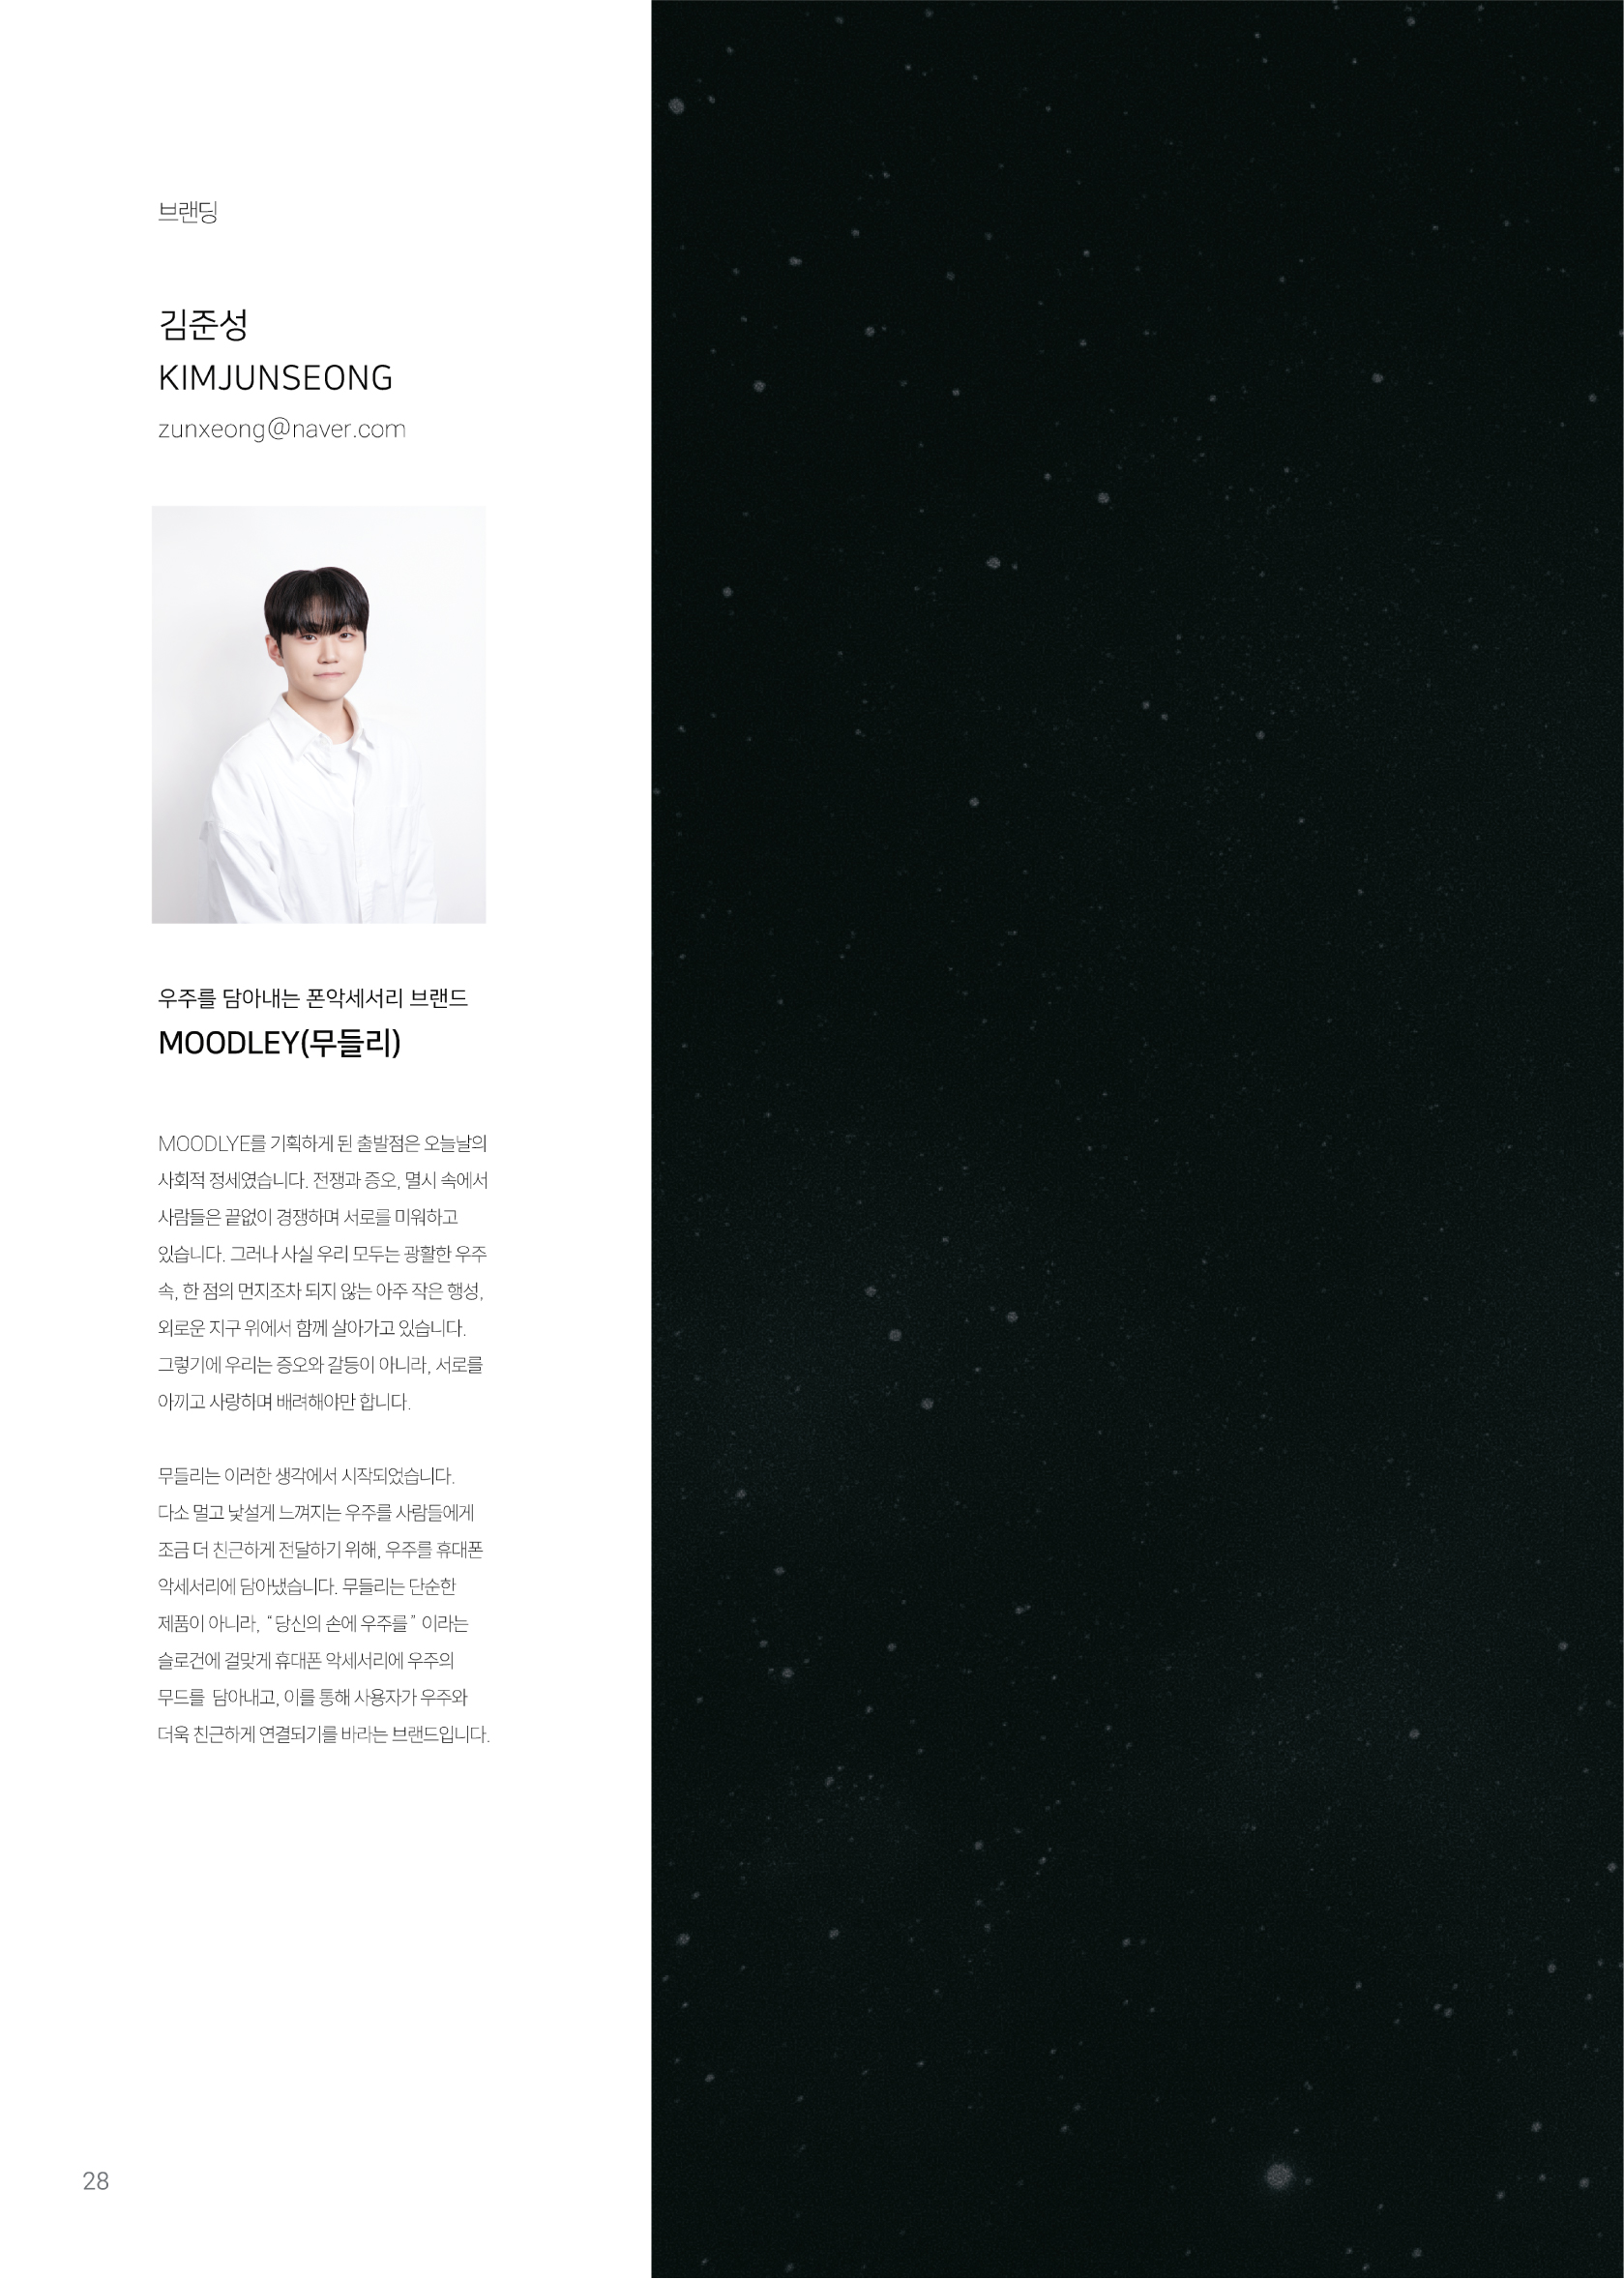 브랜딩
김준성
KIMJUNSEONG
zunxeong@naver.com
우주를 담아내는 폰악세서리 브랜드
MOODLEY(무들리)
MOODLYE를 기획하게 된 출발점은 오늘날의
사회적 정세였습니다. 전쟁과 증오, 멸시 속에서
사람들은 끝없이 경쟁하며 서로를 미워하고
있습니다. 그러나 사실 우리 모두는 광활한 우주
속, 한 점의 먼지조차 되지 않는 아주 작은 행성,
외로운 지구 위에서 함께 살아가고 있습니다.
그렇기에 우리는 증오와 갈등이 아니라, 서로를
아끼고 사랑하며 배려해야만 합니다.
무들리는 이러한 생각에서 시작되었습니다.
다소 멀고 낯설게 느껴지는 우주를 사람들에게
조금 더 친근하게 전달하기 위해, 우주를 휴대폰
악세서리에 담아냈습니다. 무들리는 단순한
제품이 아니라, “당신의 손에 우주를” 이라는
슬로건에 걸맞게 휴대폰 악세서리에 우주의
무드를 담아내고, 이를 통해 사용자가 우주와
더욱 친근하게 연결되기를 바라는 브랜드입니다.
28